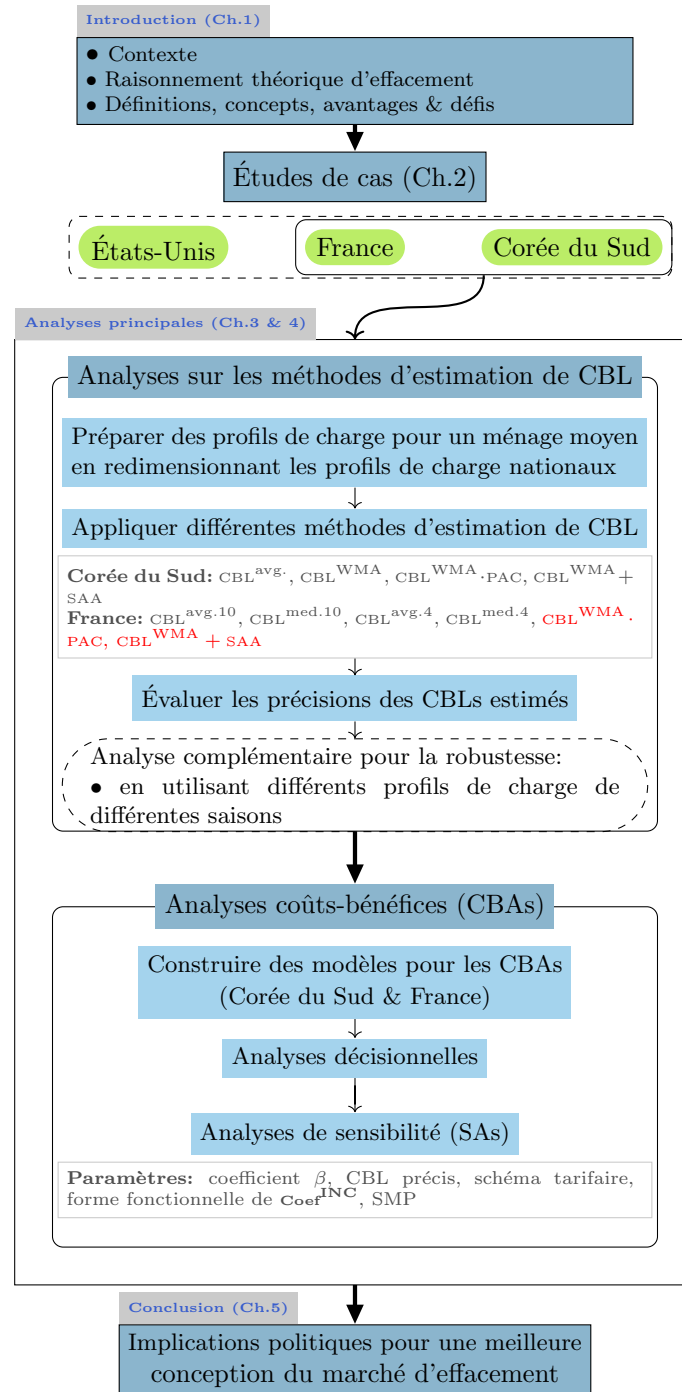 Introduction (Ch.1)
● Contexte
● Raisonnement théorique d'effacement
● Définitions, concepts, avantages & défis
Études de cas (Ch.2)
États-Unis
France
Corée du Sud
Analyses principales (Ch.3 & 4)
Analyses sur les méthodes d'estimation de CBL
Préparer des profils de charge pour un ménage moyen
en redimensionnant les profils de charge nationaux
Appliquer différentes méthodes d'estimation de CBL
Corée du Sud: CBL^avg., CBL^WMA, CBL^WMA·PAC, CBL^WMA+
SAA
France: CBL^avg.10, CBL^med.10, CBL^avg.4, CBL^med.4, CBL^WMA·
PAC, CBL^WMA + SAA
Évaluer les précisions des CBLs estimés
Analyse complémentaire pour la robustesse:
● en utilisant différents profils de charge de
différentes saisons
Analyses coûts-bénéfices (CBAs)
Construire des modèles pour les CBAs
(Corée du Sud & France)
Analyses décisionnelles
Analyses de sensibilité (SAs)
Paramètres: coefficient β, CBL précis, schéma tarifaire,
forme fonctionnelle de Coef^INC, SMP
Conclusion (Ch.5)
Implications politiques pour une meilleure
conception du marché d'effacement